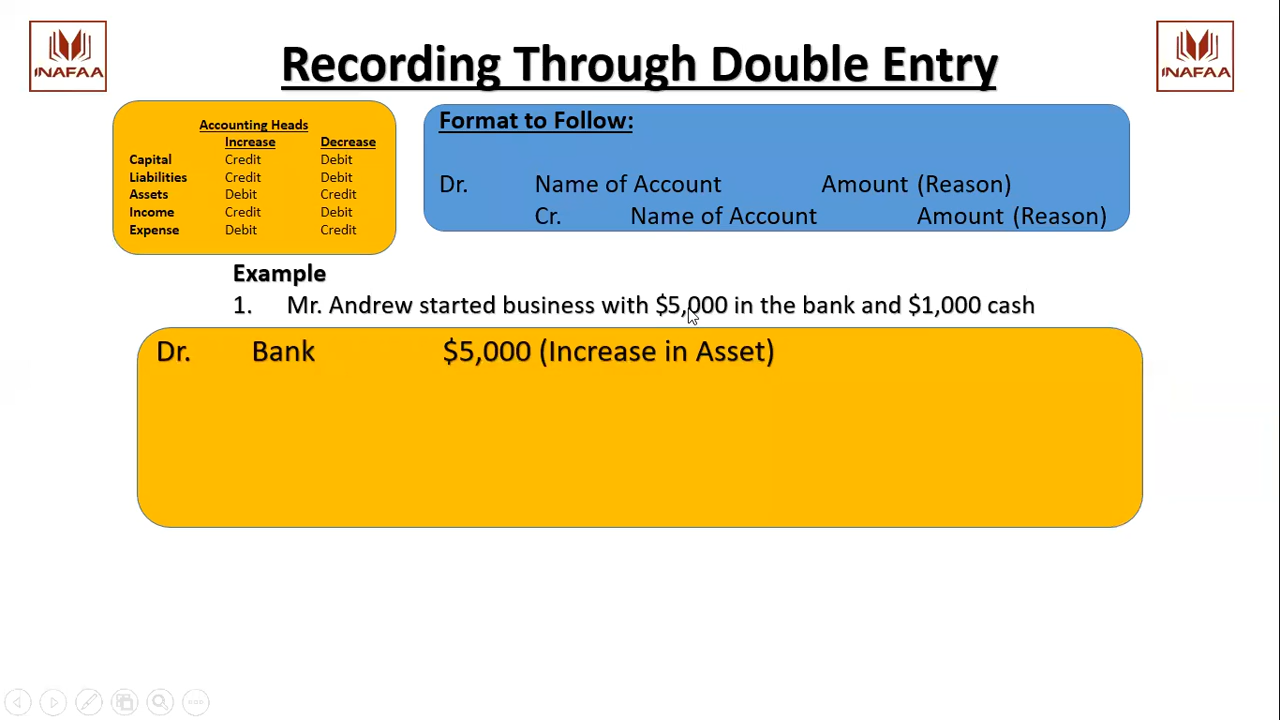 INAFAA
Recording Through Double Entry
INAFAA
Accounting Heads
Increase Decrease
Capital Credit Debit
Liabilities Credit Debit
Assets Debit Credit
Income Credit Debit
Expense Debit Credit
Format to Follow:
Dr. Name of Account Amount (Reason)
Cr. Name of Account Amount (Reason)
Example
1. Mr. Andrew started business with $5,000 in the bank and $1,000 cash
Dr. Bank $5,000 (Increase in Asset)